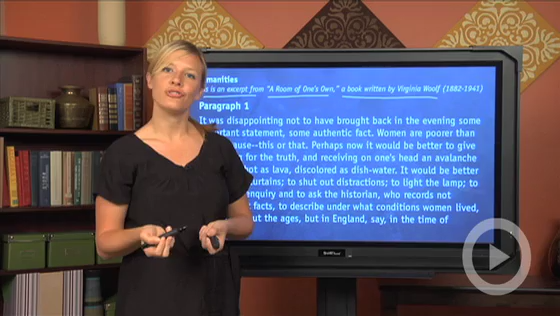 manities
is is an excerpt from "A Room of One's Own," a book written by Virginia Woolf (1882-1941)
Paragraph 1
It was disappointing not to have brought back in the evening some
ortant statement, some authentic fact. Women are poorer than
ause--this or that. Perhaps now it would be better to give
g for the truth, and receiving on one's head an avalanche
hot as lava, discolored as dish-water. It would be better
urtains; to shut out distractions; to light the lamp; to
enquiry and to ask the historian, who records not
t facts, to describe under what conditions women lived,
ut the ages, but in England, say, in the time of